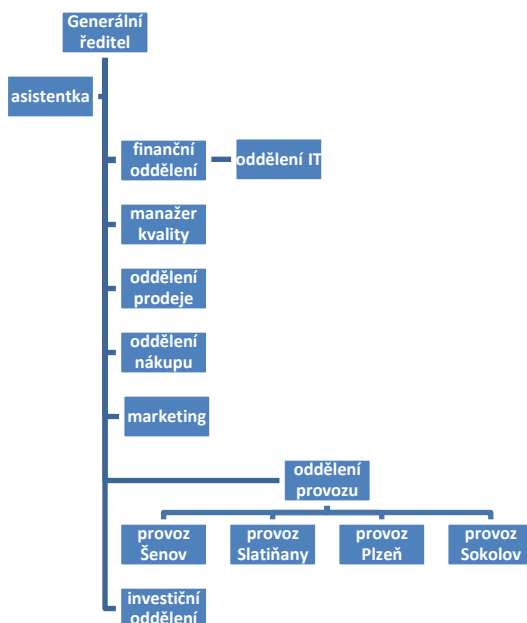 Generální
ředitel
asistentka
finanční
oddělení
oddělení IT
manažer
kvality
oddělení
prodeje
oddělení
nákupu
marketing
oddělení
provozu
provoz
Šenov
provoz
Slatiňany
provoz
Plzeň
provoz
Sokolov
investiční
oddělení